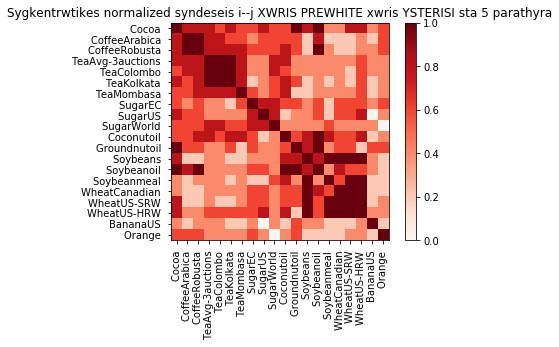 Sygkentrwtikes normalized syndeseis i--j XWRIS PREWHITE xwris YSTERISI sta 5 parathyra
Cocoa
CoffeeArabica
CoffeeRobusta
TeaAvg-3auctions
TeaColombo
TeaKolkata
TeaMombasa
SugarEC
SugarUS
SugarWorld
Coconutoil
Groundnutoil
Soybeans
Soybeanoil
Soybeanmeal
WheatCanadian
WheatUS-SRW
WheatUS-HRW
BananaUS
Orange
1.0
0.8
0.6
0.4
0.2
0.0
Cocoa
CoffeeArabica
CoffeeRobusta
TeaAvg-3auctions
TeaColombo
TeaKolkata
TeaMombasa
SugarEC
SugarUS
SugarWorld
Coconutoil
Groundnutoil
Soybeans
Soybeanoil
Soybeanmeal
WheatCanadian
WheatUS-SRW
WheatUS-HRW
BananaUS
Orange